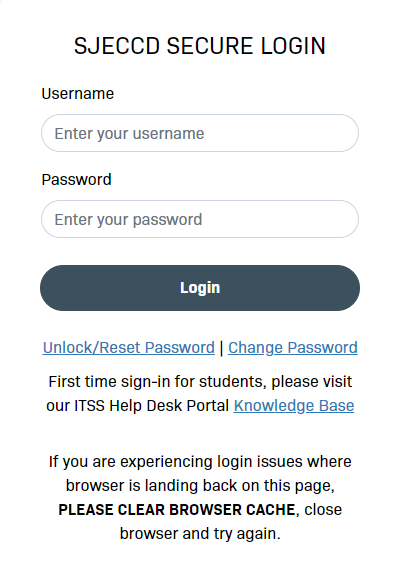 SJECCD SECURE LOGIN
Username
Enter your username
Password
Enter your password
Login
Unlock/Reset Password | Change Password
First time sign-in for students, please visit
our ITSS Help Desk Portal Knowledge Base
If you are experiencing login issues where
browser is landing back on this page,
PLEASE CLEAR BROWSER CACHE, close
browser and try again.